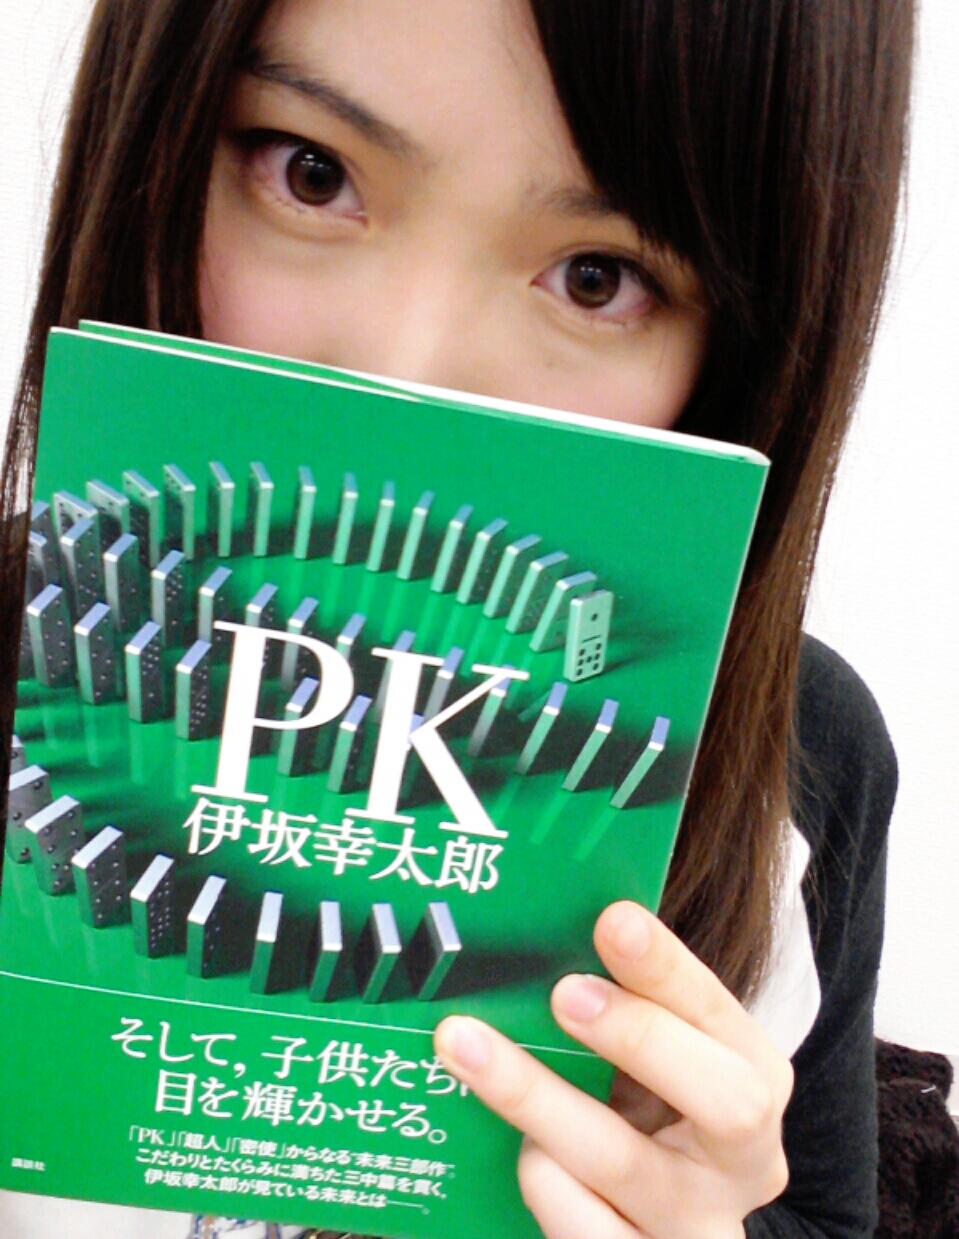 PK
伊坂幸太郎
そして，子供たち
目を輝かせる。
「PK」「超人」「密使」からなる"未来三部作"。
こだわりとたくらみに満ちた三中篇を貫く、
伊坂幸太郎が見ている未来とは──。
講談社